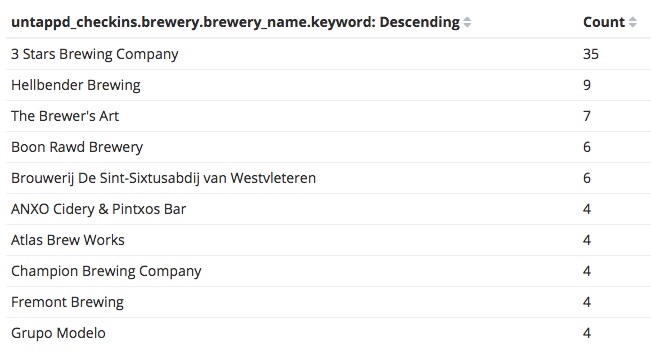 untappd_checkins.brewery.brewery_name.keyword: Descending Count
3 Stars Brewing Company 35
Hellbender Brewing 9
The Brewer's Art 7
Boon Rawd Brewery 6
Brouwerij De Sint-Sixtusabdij van Westvleteren 6
ANXO Cidery & Pintxos Bar 4
Atlas Brew Works 4
Champion Brewing Company 4
Fremont Brewing 4
Grupo Modelo 4